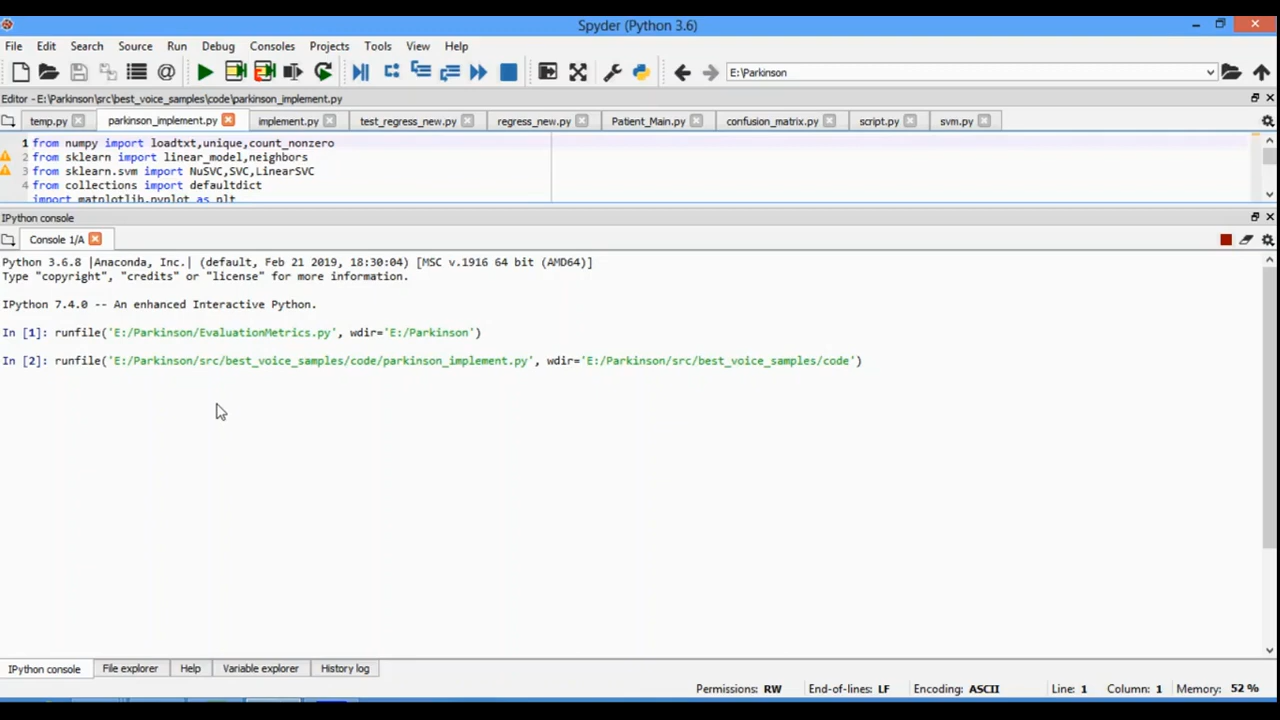 Spyder (Python 3.6)
File Edit Search Source Run Debug Consoles Projects Tools View Help
E:\Parkinson
Editor - E:\Parkinson\src\best_voice_samples\code\parkinson_implement.py
temp.py parkinson_implement.py implement.py test_regress_new.py regress_new.py Patient_Main.py confusion_matrix.py script.py svm.py
1 from numpy import loadtxt,unique,count_nonzero
2 from sklearn import linear_model,neighbors
3 from sklearn.svm import NuSVC,SVC,LinearSVC
4 from collections import defaultdict
import matplotlib.pyplot as plt
IPython console
Console 1/A
Python 3.6.8 |Anaconda, Inc.| (default, Feb 21 2019, 18:30:04) [MSC v.1916 64 bit (AMD64)]
Type "copyright", "credits" or "license" for more information.
IPython 7.4.0 -- An enhanced Interactive Python.
In [1]: runfile('E:/Parkinson/EvaluationMetrics.py', wdir='E:/Parkinson')
In [2]: runfile('E:/Parkinson/src/best_voice_samples/code/parkinson_implement.py', wdir='E:/Parkinson/src/best_voice_samples/code')
IPython console File explorer Help Variable explorer History log
Permissions: RW End-of-lines: LF Encoding: ASCII Line: 1 Column: 1 Memory: 52 %